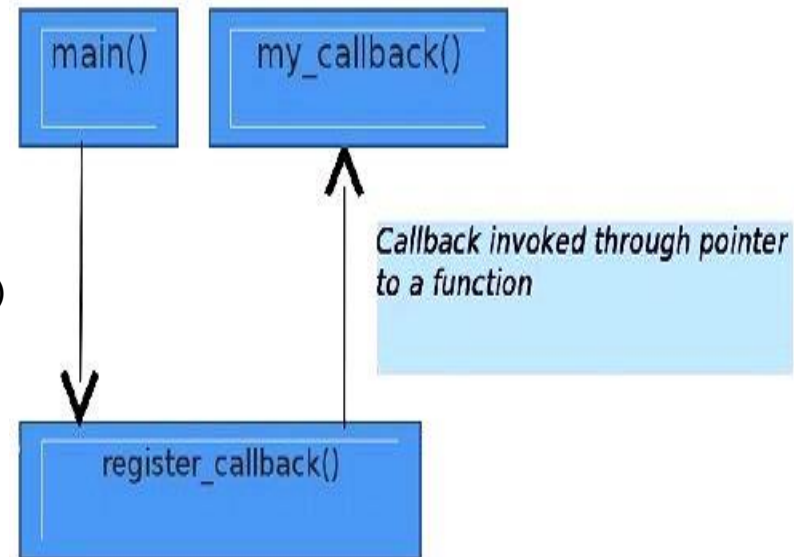 main()
my_callback()
Callback invoked through pointer
to a function
)
register_callback()